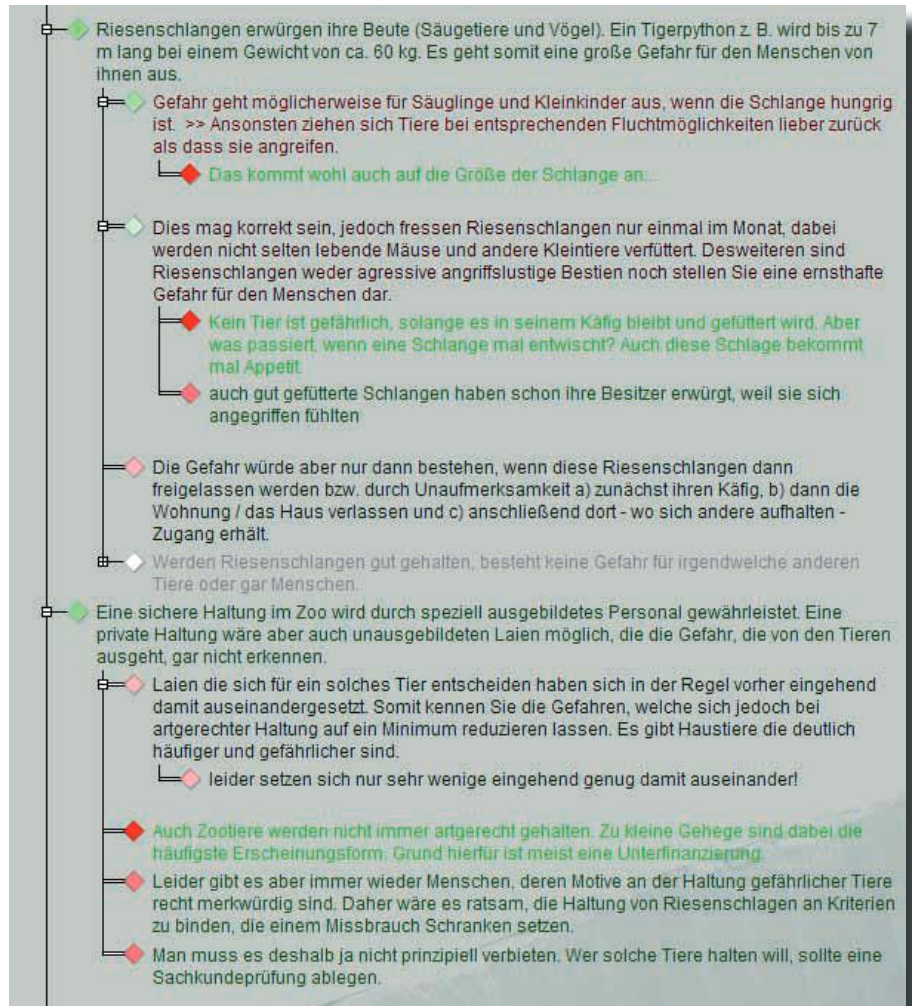 Riesenschlangen erwürgen ihre Beute (Säugetiere und Vögel). Ein Tigerpython z. B. wird bis zu 7
m lang bei einem Gewicht von ca. 60 kg. Es geht somit eine große Gefahr für den Menschen von
ihnen aus.
Gefahr geht möglicherweise für Säuglinge und Kleinkinder aus, wenn die Schlange hungrig
ist. >> Ansonsten ziehen sich Tiere bei entsprechenden Fluchtmöglichkeiten lieber zurück
als dass sie angreifen.
Das kommt wohl auch auf die Größe der Schlange an...
Dies mag korrekt sein, jedoch fressen Riesenschlangen nur einmal im Monat, dabei
werden nicht selten lebende Mäuse und andere Kleintiere verfüttert. Desweiteren sind
Riesenschlangen weder agressive angriffslustige Bestien noch stellen Sie eine ernsthafte
Gefahr für den Menschen dar.
Kein Tier ist gefährlich, solange es in seinem Käfig bleibt und gefüttert wird. Aber
was passiert, wenn eine Schlange mal entwischt? Auch diese Schlage bekommt
mal Appetit
auch gut gefütterte Schlangen haben schon ihre Besitzer erwürgt, weil sie sich
angegriffen fühlten
Die Gefahr würde aber nur dann bestehen, wenn diese Riesenschlangen dann
freigelassen werden bzw. durch Unaufmerksamkeit a) zunächst ihren Käfig, b) dann die
Wohnung / das Haus verlassen und c) anschließend dort - wo sich andere aufhalten -
Zugang erhält.
Werden Riesenschlangen gut gehalten, besteht keine Gefahr für irgendwelche anderen
Tiere oder gar Menschen.
Eine sichere Haltung im Zoo wird durch speziell ausgebildetes Personal gewährleistet. Eine
private Haltung wäre aber auch unausgebildeten Laien möglich, die die Gefahr, die von den Tieren
ausgeht, gar nicht erkennen.
Laien die sich für ein solches Tier entscheiden haben sich in der Regel vorher eingehend
damit auseinandergesetzt. Somit kennen Sie die Gefahren, welche sich jedoch bei
artgerechter Haltung auf ein Minimum reduzieren lassen. Es gibt Haustiere die deutlich
häufiger und gefährlicher sind.
leider setzen sich nur sehr wenige eingehend genug damit auseinander!
Auch Zootiere werden nicht immer artgerecht gehalten. Zu kleine Gehege sind dabei die
häufigste Erscheinungsform. Grund hierfür ist meist eine Unterfinanzierung.
Leider gibt es aber immer wieder Menschen, deren Motive an der Haltung gefährlicher Tiere
recht merkwürdig sind. Daher wäre es ratsam, die Haltung von Riesenschlagen an Kriterien
zu binden, die einem Missbrauch Schranken setzen.
Man muss es deshalb ja nicht prinzipiell verbieten. Wer solche Tiere halten will, sollte eine
Sachkundeprüfung ablegen.